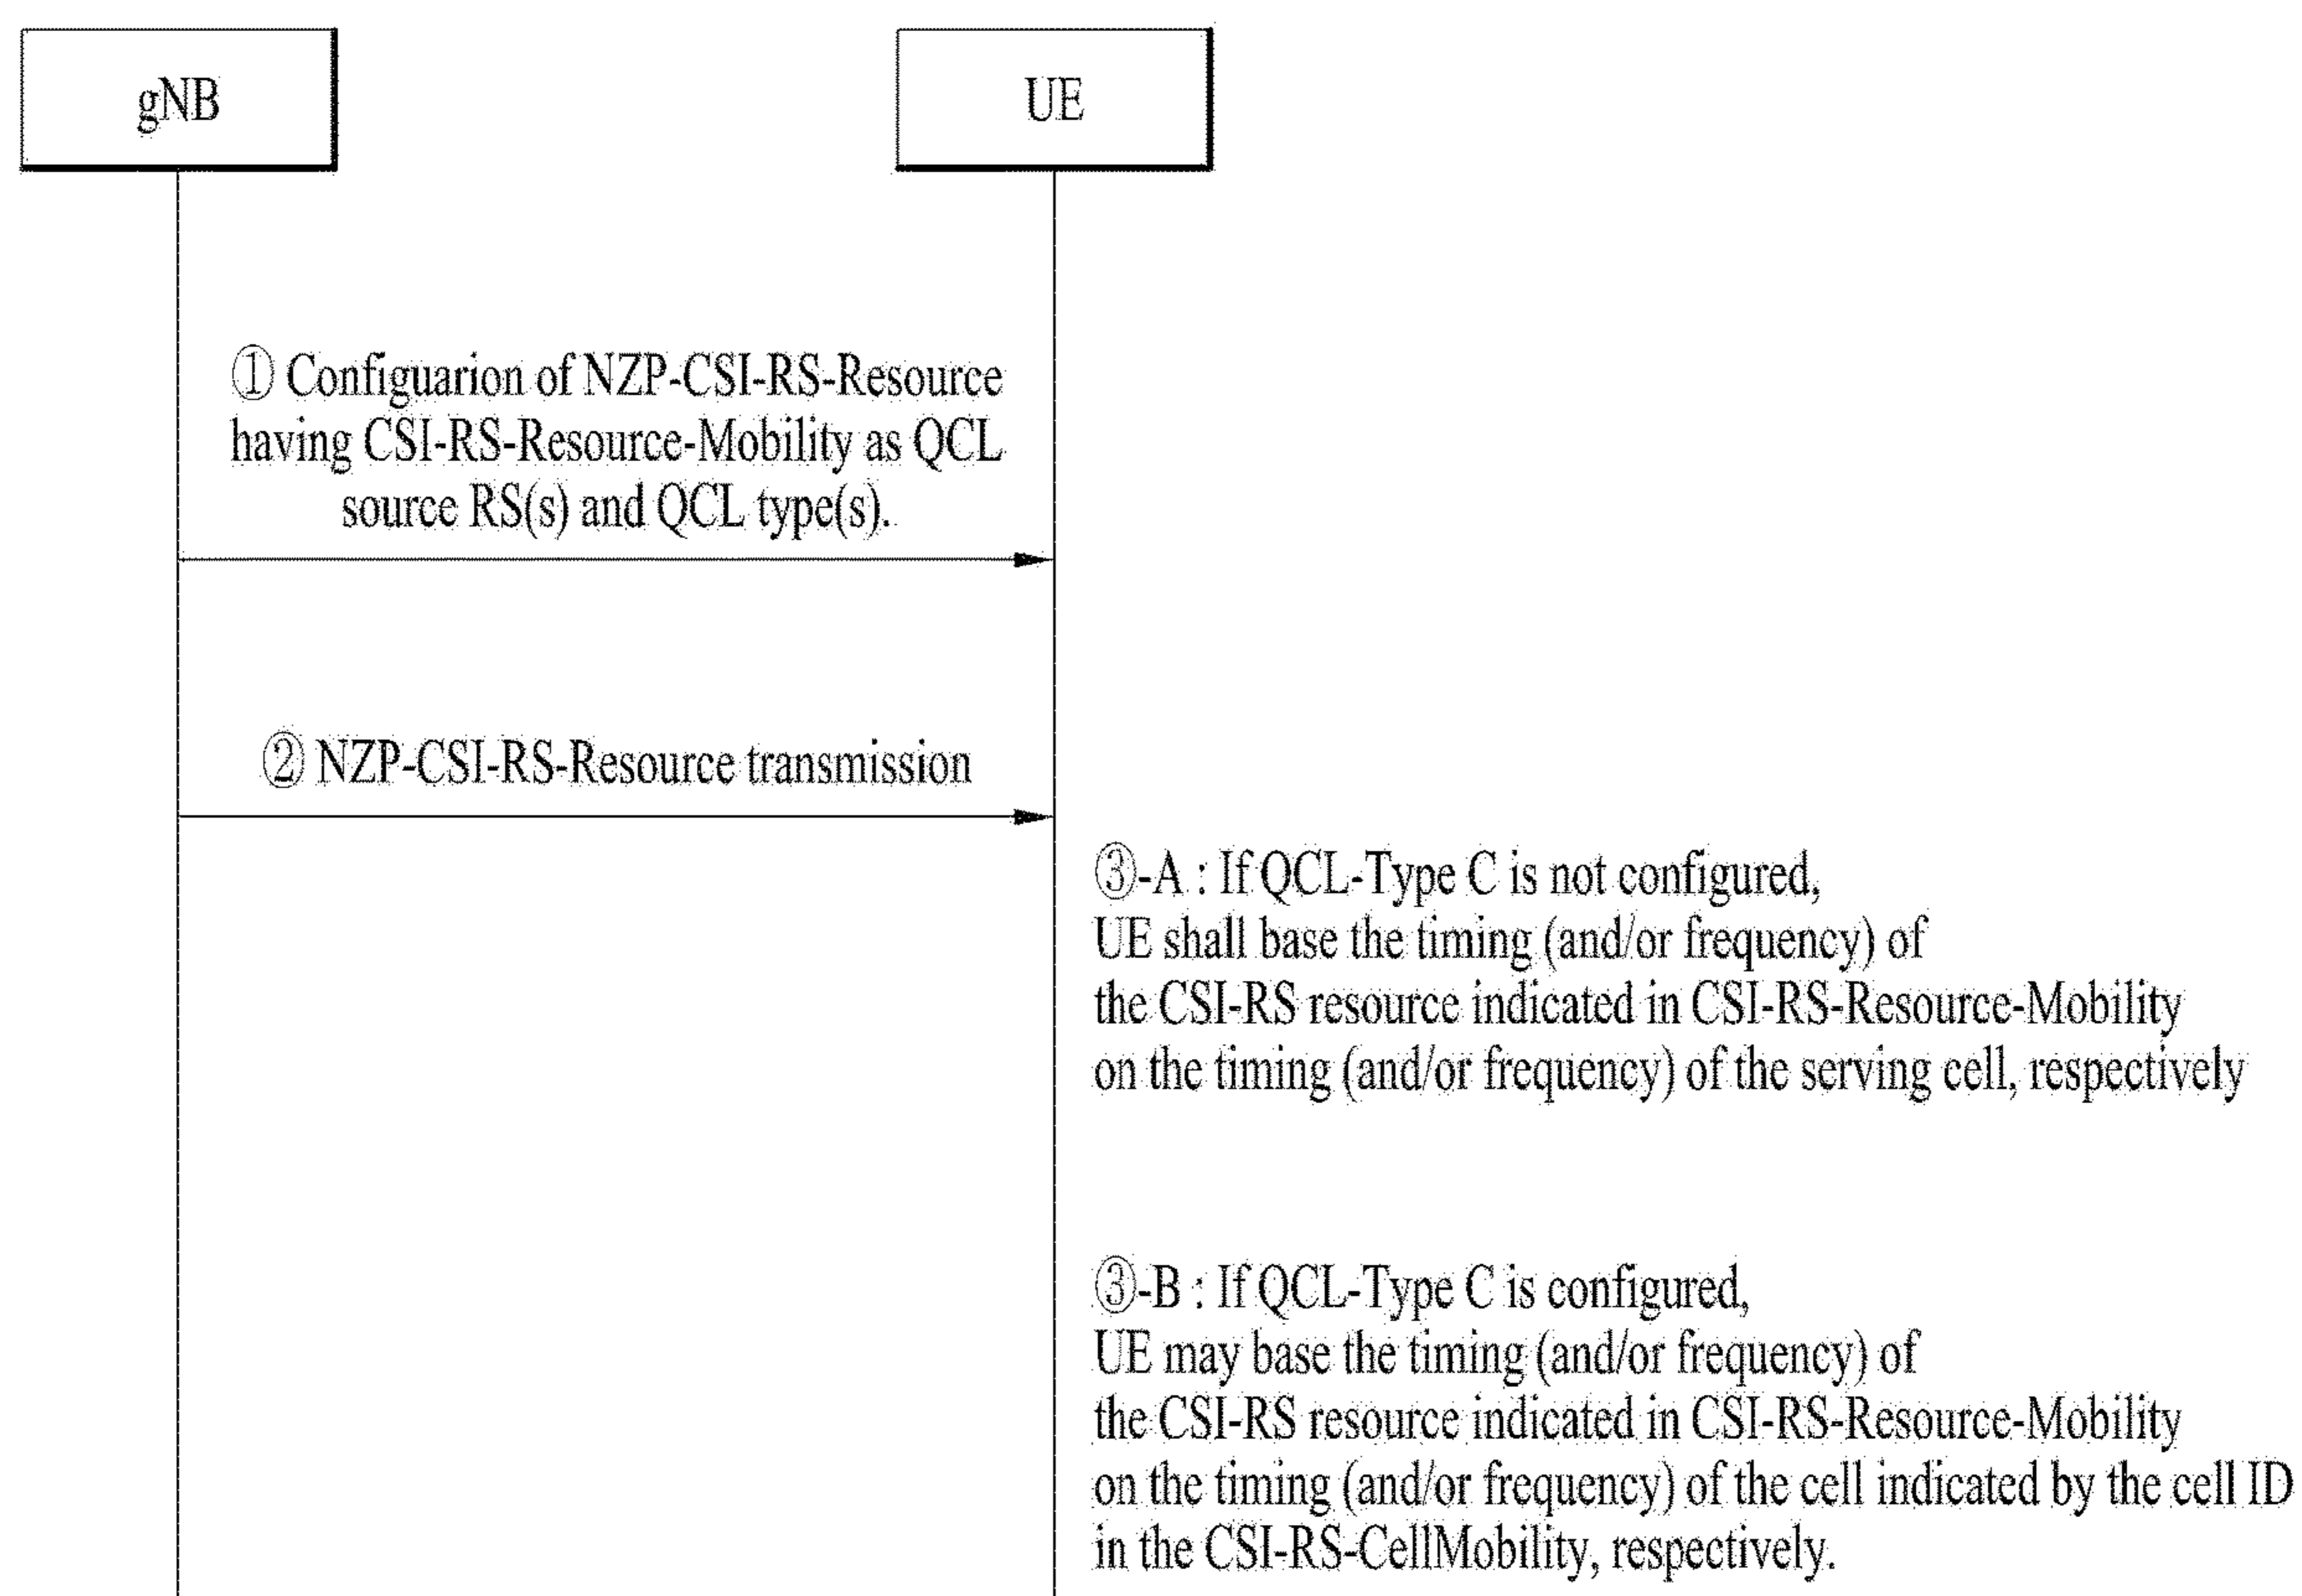 gNB
UE
① Configuarion of NZP-CSI-RS-Resource
having CSI-RS-Resource-Mobility as QCL
source RS(s) and QCL type(s).
② NZP-CSI-RS-Resource transmission
③-A : If QCL-Type C is not configured,
UE shall base the timing (and/or frequency) of
the CSI-RS resource indicated in CSI-RS-Resource-Mobility
on the timing (and/or frequency) of the serving cell, respectively
③-B : If QCL-Type C is configured,
UE may base the timing (and/or frequency) of
the CSI-RS resource indicated in CSI-RS-Resource-Mobility
on the timing (and/or frequency) of the cell indicated by the cell ID
in the CSI-RS-CellMobility, respectively.